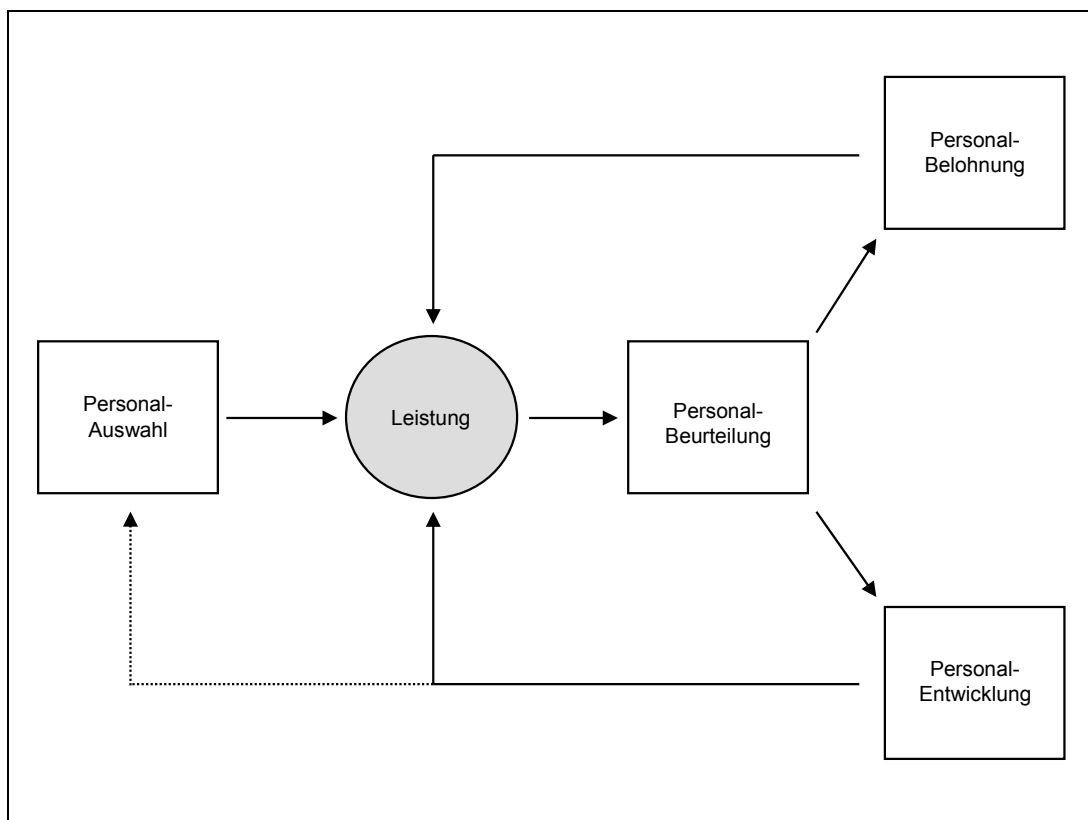 Personal-
Belohnung
Personal-
Auswahl
Leistung
Personal-
Beurteilung
Personal-
Entwicklung